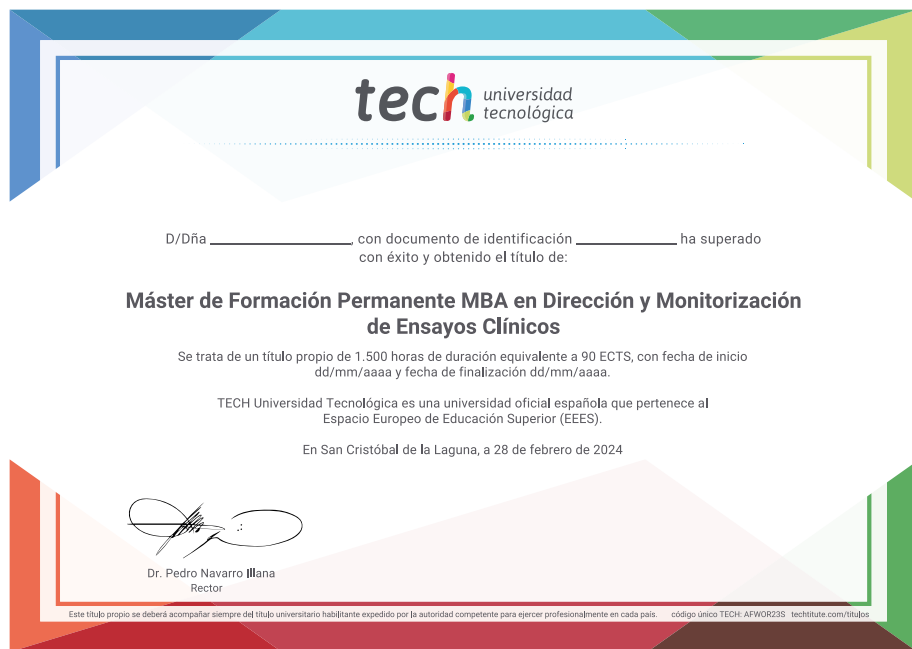 tech universidad
tecnológica
D/Dña ____________________, con documento de identificación ______________ ha superado
con éxito y obtenido el título de:
Máster de Formación Permanente MBA en Dirección y Monitorización
de Ensayos Clínicos
Se trata de un título propio de 1.500 horas de duración equivalente a 90 ECTS, con fecha de inicio
dd/mm/aaaa y fecha de finalización dd/mm/aaaa.
TECH Universidad Tecnológica es una universidad oficial española que pertenece al
Espacio Europeo de Educación Superior (EEES).
En San Cristóbal de la Laguna, a 28 de febrero de 2024
Dr. Pedro Navarro Illana
Rector
Este título propio se deberá acompañar siempre del título universitario habilitante expedido por la autoridad competente para ejercer profesionalmente en cada país. código único TECH: AFWOR23S techtitute.com/titulos